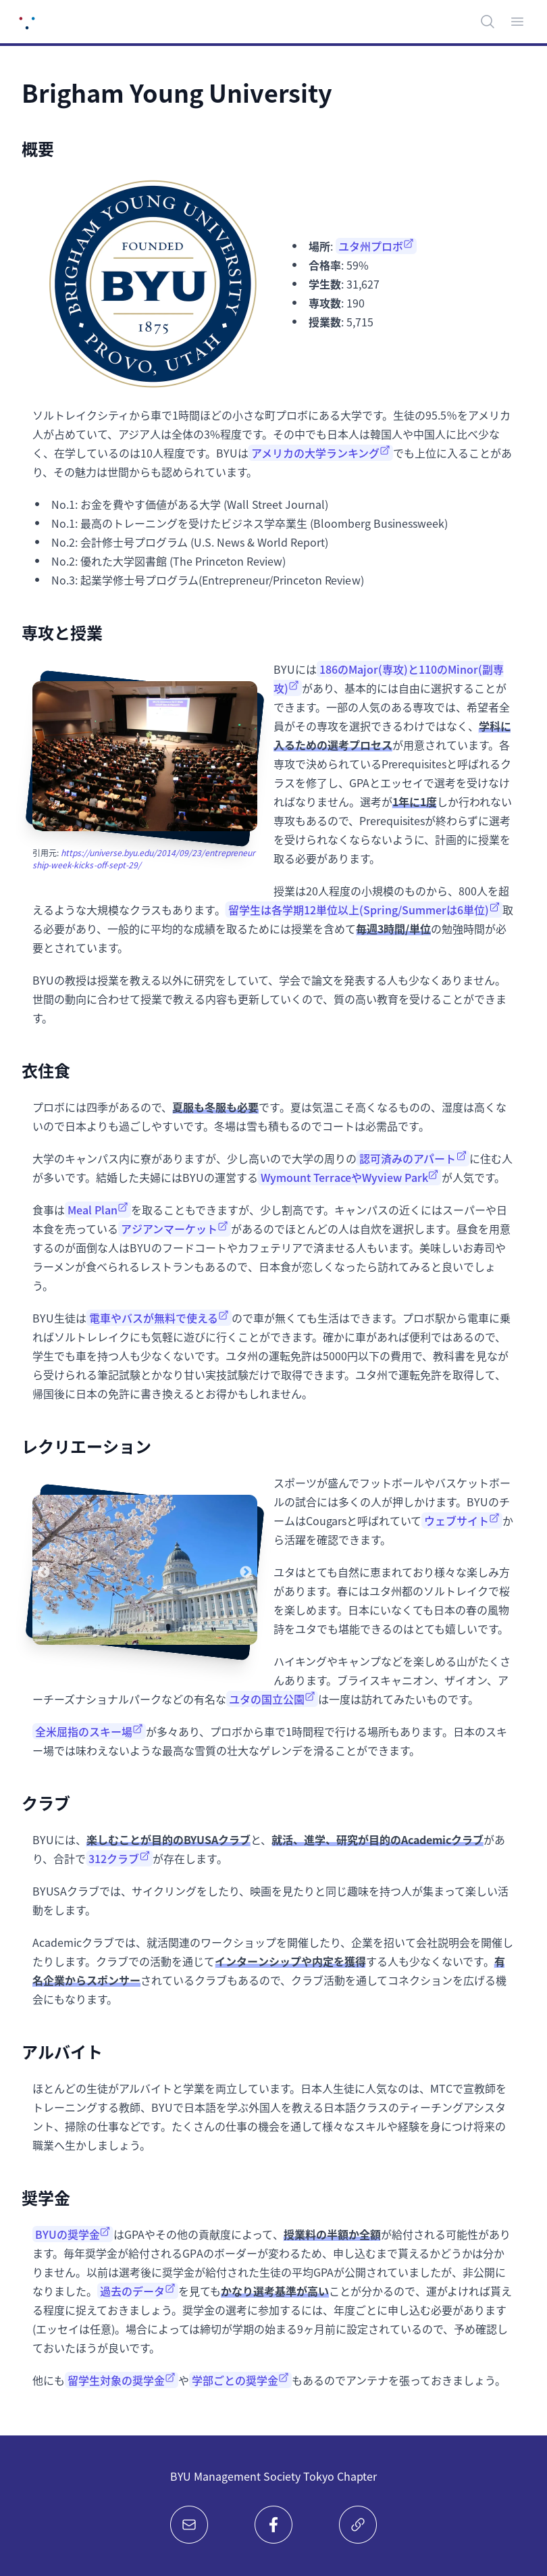 Brigham Young University
概要
BRIGHAM YOUNG UNIVERSITY
FOUNDED
BYU
1875
PROVO, UTAH
場所: ユタ州プロボ
合格率: 59%
学生数: 31,627
専攻数: 190
授業数: 5,715
ソルトレイクシティから車で1時間ほどの小さな町プロボにある大学です。生徒の95.5％をアメリカ
人が占めていて、アジア人は全体の3%程度です。その中でも日本人は韓国人や中国人に比べ少な
く、在学しているのは10人程度です。BYUはアメリカの大学ランキングでも上位に入ることがあ
り、その魅力は世間からも認められています。
No.1: お金を費やす価値がある大学 (Wall Street Journal)
No.1: 最高のトレーニングを受けたビジネス学卒業生 (Bloomberg Businessweek)
No.2: 会計修士号プログラム (U.S. News & World Report)
No.2: 優れた大学図書館 (The Princeton Review)
No.3: 起業学修士号プログラム(Entrepreneur/Princeton Review)
専攻と授業
BYUには186のMajor(専攻)と110のMinor(副専
攻)があり、基本的には自由に選択することが
できます。一部の人気のある専攻では、希望者全
員がその専攻を選択できるわけではなく、学科に
入るための選考プロセスが用意されています。各
専攻で決められているPrerequisitesと呼ばれるク
ラスを修了し、GPAとエッセイで選考を受けなけ
ればなりません。選考が1年に1度しか行われない
専攻もあるので、Prerequisitesが終わらずに選考
を受けられなくならないように、計画的に授業を
取る必要があります。
引用元: https://universe.byu.edu/2014/09/23/entrepreneur
ship-week-kicks-off-sept-29/
授業は20人程度の小規模のものから、800人を超
えるような大規模なクラスもあります。留学生は各学期12単位以上(Spring/Summerは6単位)取
る必要があり、一般的に平均的な成績を取るためには授業を含めて毎週3時間/単位の勉強時間が必
要とされています。
BYUの教授は授業を教える以外に研究をしていて、学会で論文を発表する人も少なくありません。
世間の動向に合わせて授業で教える内容も更新していくので、質の高い教育を受けることができま
す。
衣住食
プロボには四季があるので、夏服も冬服も必要です。夏は気温こそ高くなるものの、湿度は高くな
いので日本よりも過ごしやすいです。冬場は雪も積もるのでコートは必需品です。
大学のキャンパス内に寮がありますが、少し高いので大学の周りの認可済みのアパートに住む人
が多いです。結婚した夫婦にはBYUの運営するWymount TerraceやWyview Parkが人気です。
食事はMeal Planを取ることもできますが、少し割高です。キャンパスの近くにはスーパーや日
本食を売っているアジアンマーケットがあるのでほとんどの人は自炊を選択します。昼食を用意
するのが面倒な人はBYUのフードコートやカフェテリアで済ませる人もいます。美味しいお寿司や
ラーメンが食べられるレストランもあるので、日本食が恋しくなったら訪れてみると良いでしょ
う。
BYU生徒は電車やバスが無料で使えるので車が無くても生活はできます。プロボ駅から電車に乗
ればソルトレレイクにも気軽に遊びに行くことができます。確かに車があれば便利ではあるので、
学生でも車を持つ人も少なくないです。ユタ州の運転免許は5000円以下の費用で、教科書を見なが
ら受けられる筆記試験とかなり甘い実技試験だけで取得できます。ユタ州で運転免許を取得して、
帰国後に日本の免許に書き換えるとお得かもしれません。
レクリエーション
スポーツが盛んでフットボールやバスケットボー
ルの試合には多くの人が押しかけます。BYUのチ
ームはCougarsと呼ばれていてウェブサイトか
ら活躍を確認できます。
ユタはとても自然に恵まれており様々な楽しみ方
があります。春にはユタ州都のソルトレイクで桜
を楽しめます。日本にいなくても日本の春の風物
詩をユタでも堪能できるのはとても嬉しいです。
ハイキングやキャンプなどを楽しめる山がたくさ
んあります。ブライスキャニオン、ザイオン、ア
ーチーズナショナルパークなどの有名なユタの国立公園は一度は訪れてみたいものです。
全米屈指のスキー場が多々あり、プロボから車で1時間程で行ける場所もあります。日本のスキ
ー場では味わえないような最高な雪質の壮大なゲレンデを滑ることができます。
クラブ
BYUには、楽しむことが目的のBYUSAクラブと、就活、進学、研究が目的のAcademicクラブがあ
り、合計で312クラブが存在します。
BYUSAクラブでは、サイクリングをしたり、映画を見たりと同じ趣味を持つ人が集まって楽しい活
動をします。
Academicクラブでは、就活関連のワークショップを開催したり、企業を招いて会社説明会を開催し
たりします。クラブでの活動を通じてインターンシップや内定を獲得する人も少なくないです。有
名企業からスポンサーされているクラブもあるので、クラブ活動を通してコネクションを広げる機
会にもなります。
アルバイト
ほとんどの生徒がアルバイトと学業を両立しています。日本人生徒に人気なのは、MTCで宣教師を
トレーニングする教師、BYUで日本語を学ぶ外国人を教える日本語クラスのティーチングアシスタ
ント、掃除の仕事などです。たくさんの仕事の機会を通して様々なスキルや経験を身につけ将来の
職業へ生かしましょう。
奨学金
BYUの奨学金はGPAやその他の貢献度によって、授業料の半額か全額が給付される可能性があり
ます。毎年奨学金が給付されるGPAのボーダーが変わるため、申し込むまで貰えるかどうかは分か
りません。以前は選考後に奨学金が給付された生徒の平均GPAが公開されていましたが、非公開に
なりました。過去のデータを見てもかなり選考基準が高いことが分かるので、運がよければ貰え
る程度に捉えておきましょう。奨学金の選考に参加するには、年度ごとに申し込む必要があります
(エッセイは任意)。場合によっては締切が学期の始まる9ヶ月前に設定されているので、予め確認し
ておいたほうが良いです。
他にも留学生対象の奨学金や学部ごとの奨学金もあるのでアンテナを張っておきましょう。
BYU Management Society Tokyo Chapter